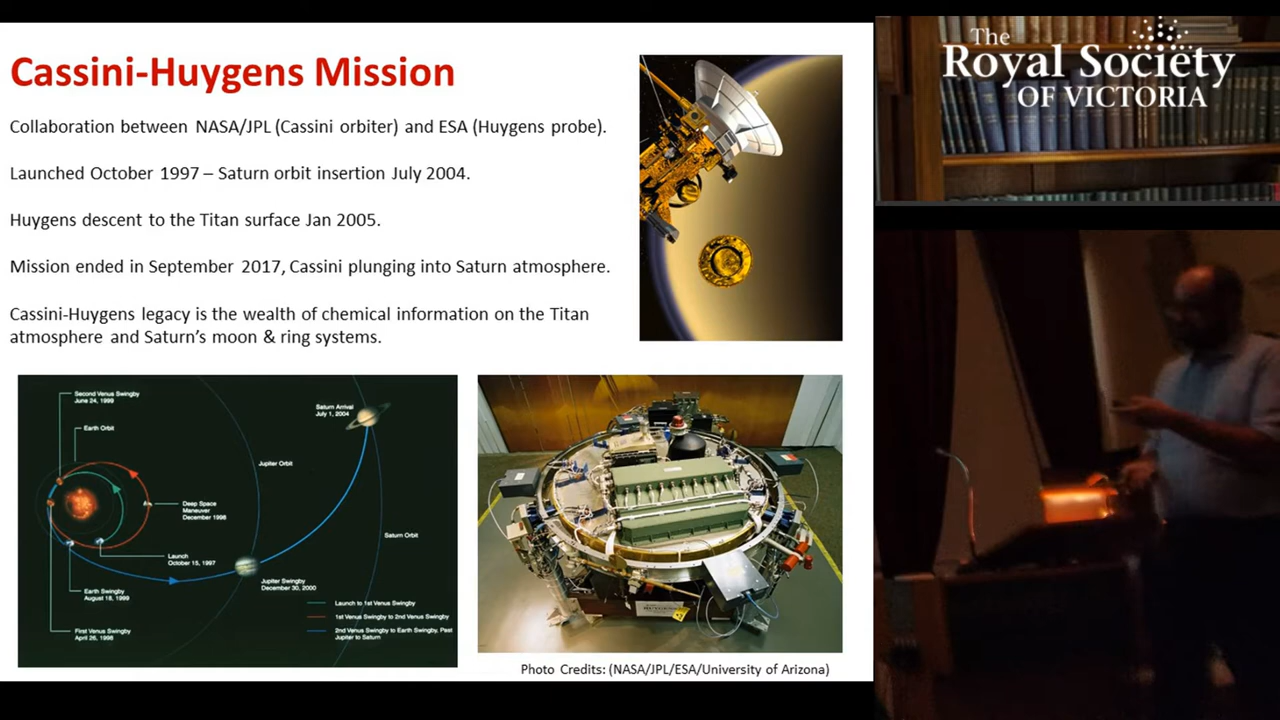 Cassini-Huygens Mission
Collaboration between NASA/JPL (Cassini orbiter) and ESA (Huygens probe).
Launched October 1997 – Saturn orbit insertion July 2004.
Huygens descent to the Titan surface Jan 2005.
Mission ended in September 2017, Cassini plunging into Saturn atmosphere.
Cassini-Huygens legacy is the wealth of chemical information on the Titan
atmosphere and Saturn’s moon & ring systems.
Second Venus Swingby
June 24, 1999
Earth Orbit
Saturn Arrival
July 1, 2004
Jupiter Orbit
Deep Space
Maneuver
December 1998
Saturn Orbit
Launch
October 15, 1997
Jupiter Swingby
December 30, 2000
Earth Swingby
August 18, 1999
First Venus Swingby
April 26, 1998
Launch to 1st Venus Swingby
1st Venus Swingby to 2nd Venus Swingby
2nd Venus Swingby to Earth Swingby, Past
Jupiter to Saturn
Photo Credits: (NASA/JPL/ESA/University of Arizona)
The
Royal Society
OF VICTORIA